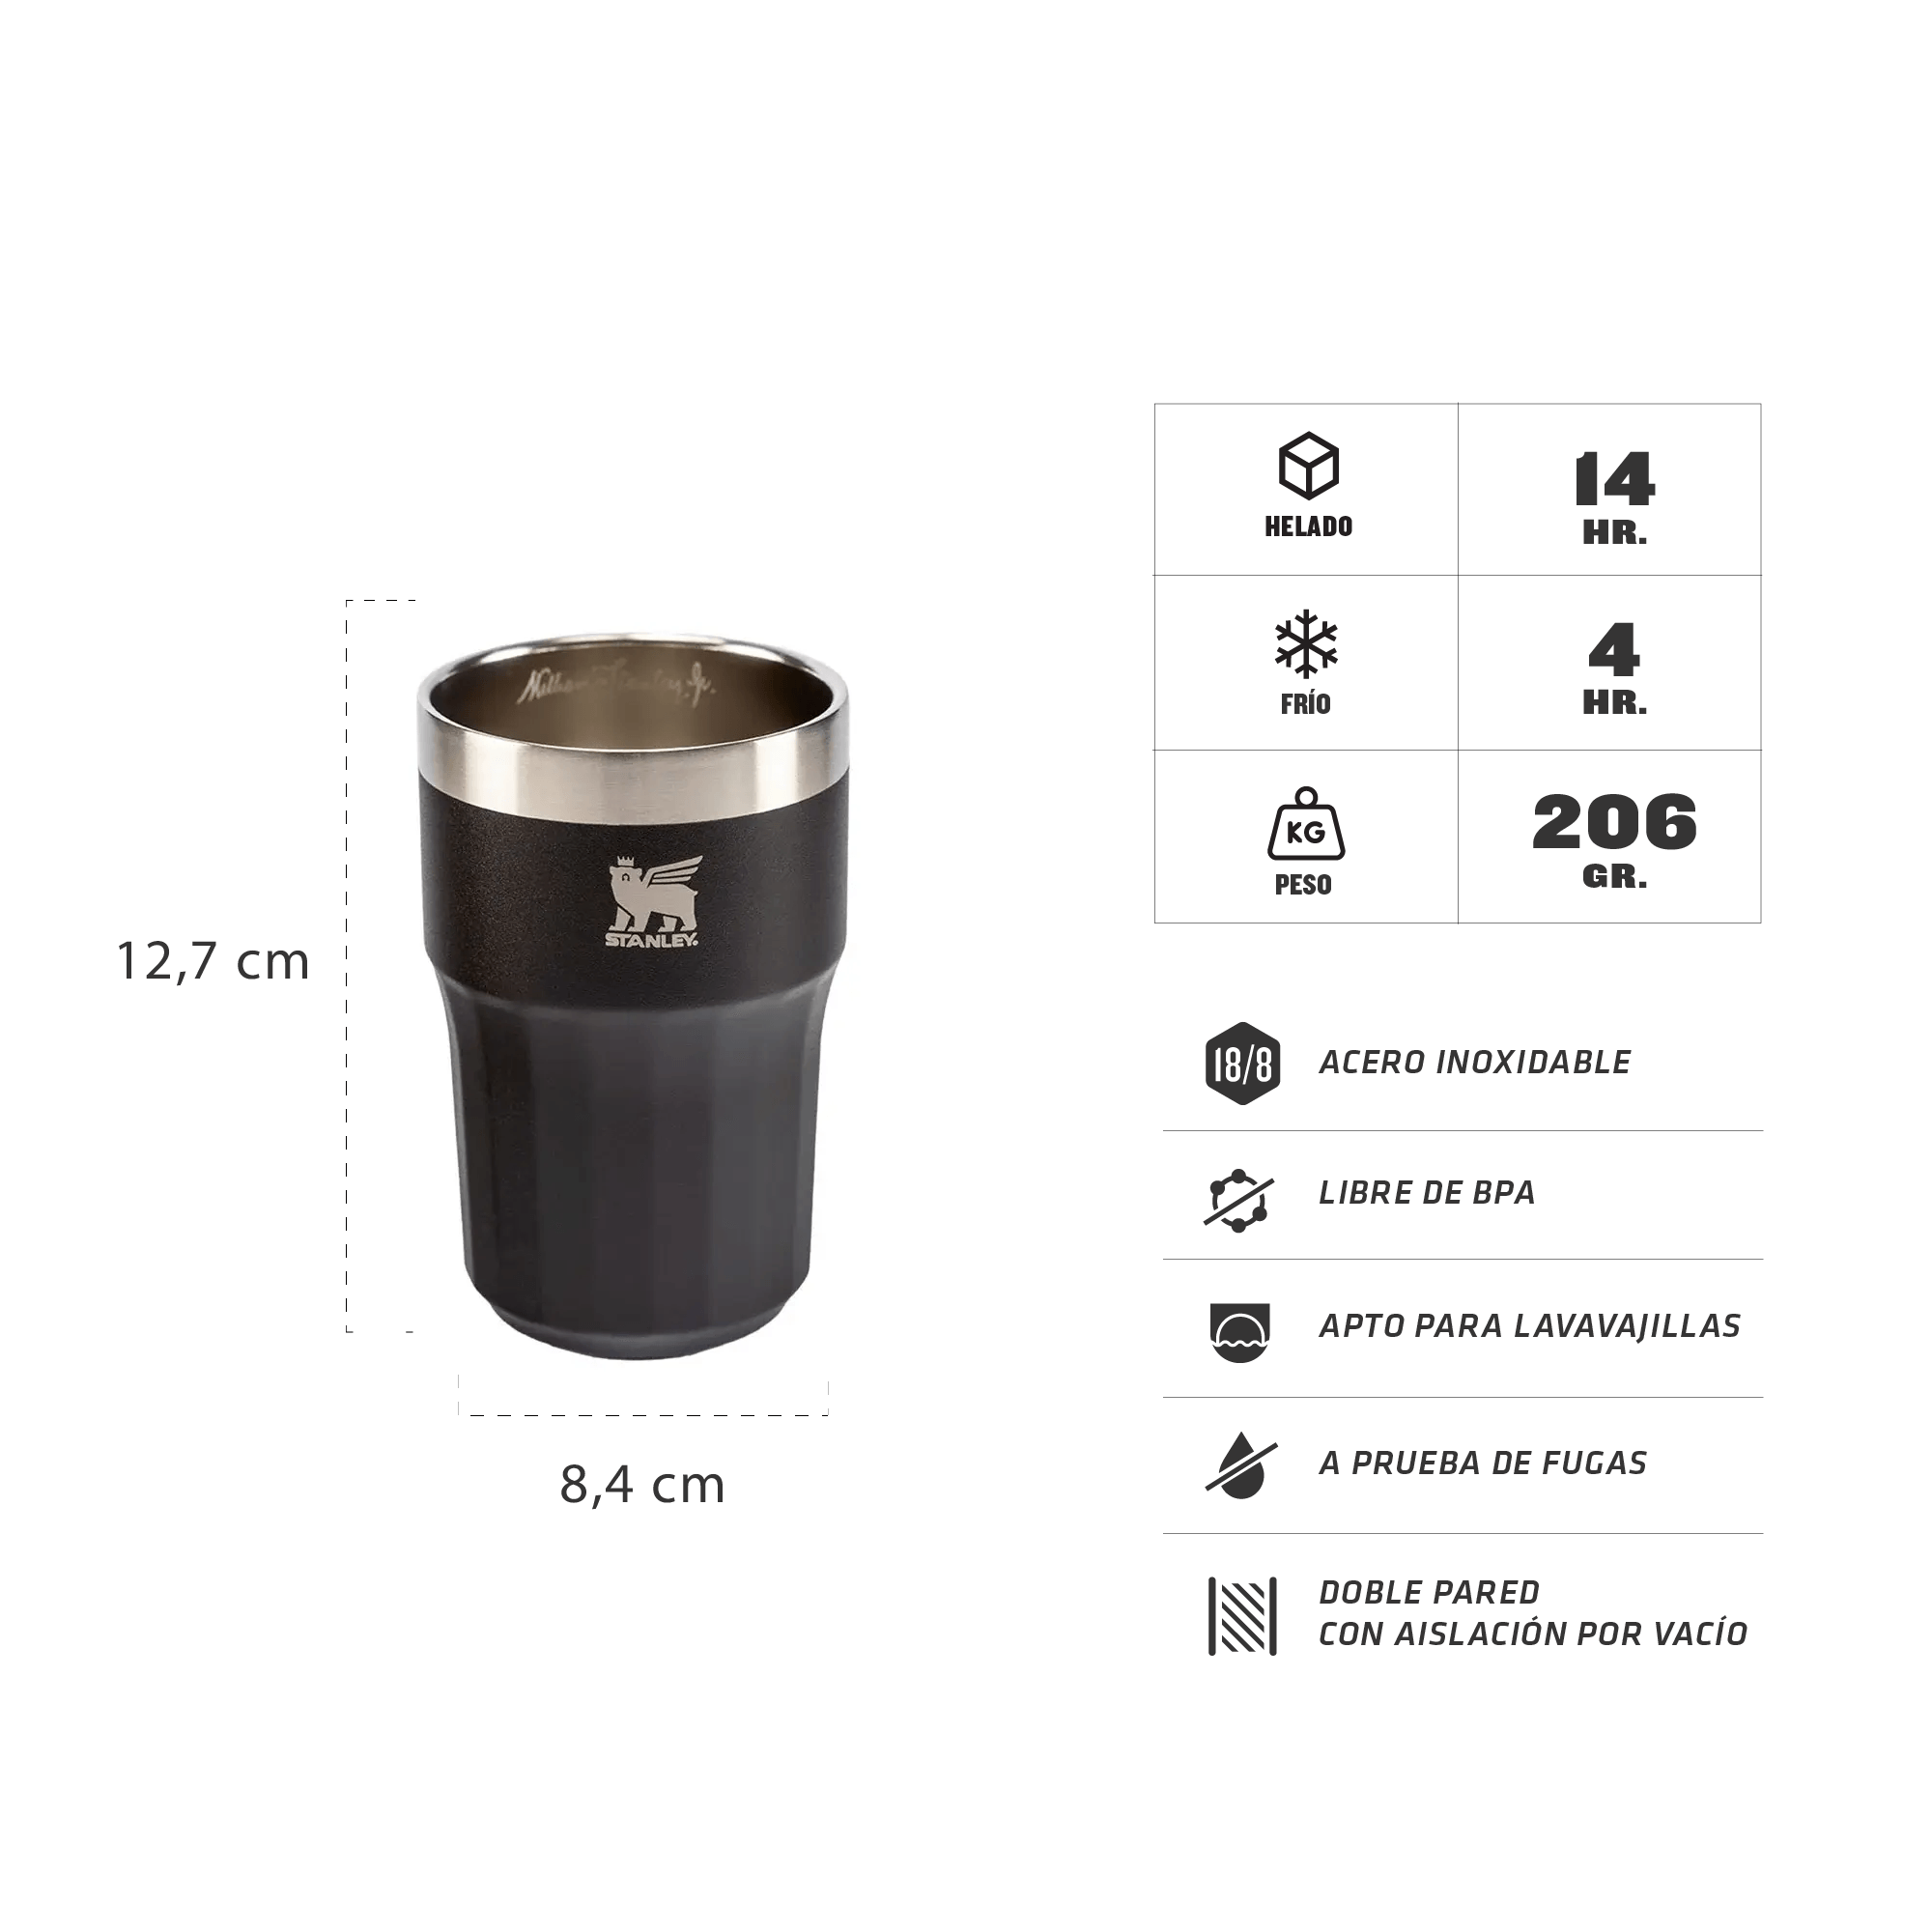 HELADO
14
HR.
FRÍO
4
HR.
KG
PESO
206
GR.
STANLEY
12,7 cm
8,4 cm
18/8
ACERO INOXIDABLE
LIBRE DE BPA
APTO PARA LAVAVAJILLAS
A PRUEBA DE FUGAS
DOBLE PARED
CON AISLACIÓN POR VACÍO